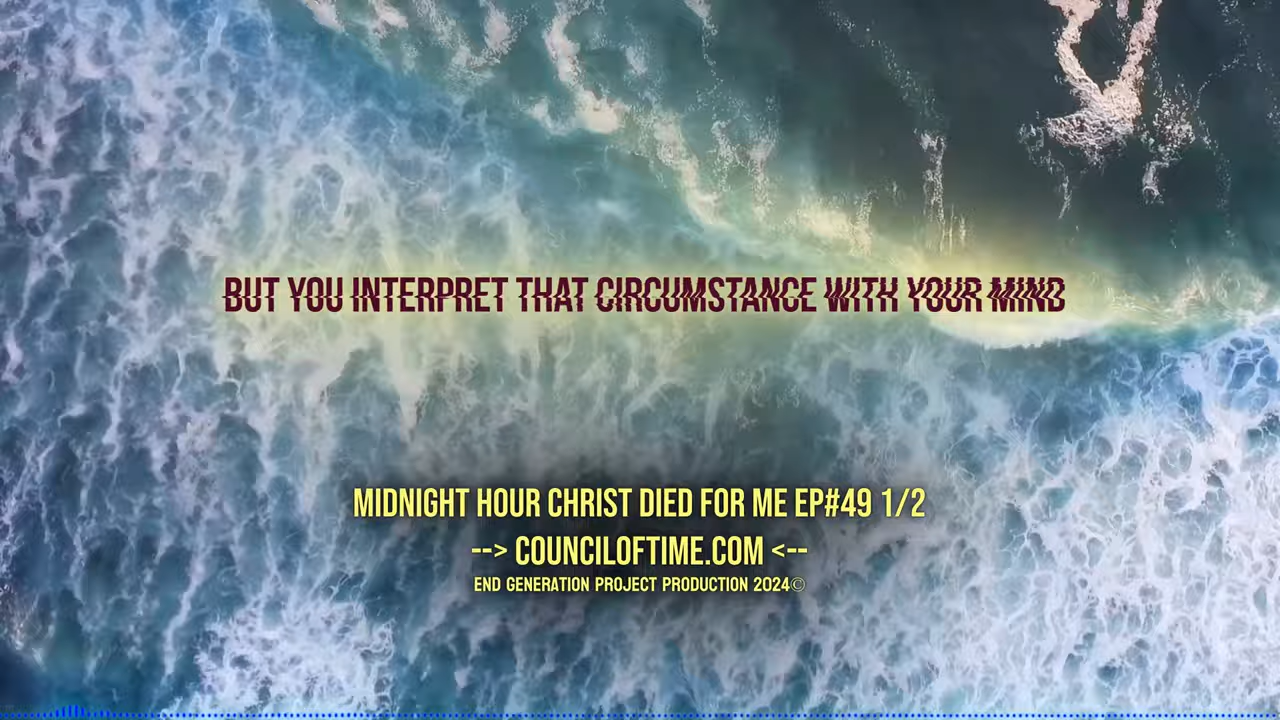 BUT YOU INTERPRET THAT CIRCUMSTANCE WITH YOUR MIND
MIDNIGHT HOUR CHRIST DIED FOR ME EP#49 1/2
--> COUNCILOFTIME.COM <--
END GENERATION PROJECT PRODUCTION 2024©